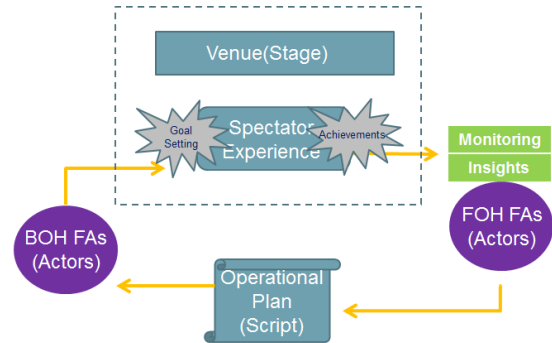 Venue(Stage)
Goal
Setting
Spectator
Experience
Achievements
Monitoring
Insights
BOH FAs
(Actors)
FOH FAs
(Actors)
Operational
Plan
(Script)